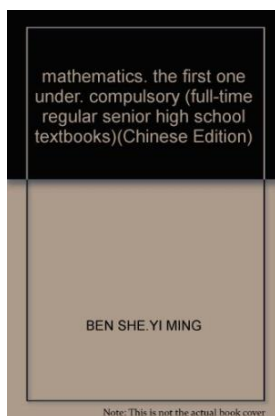 mathematics. the first one
under. compulsory (full-time
regular senior high school
textbooks)(Chinese Edition)
BEN SHE.YI MING
Note: This is not the actual book cover